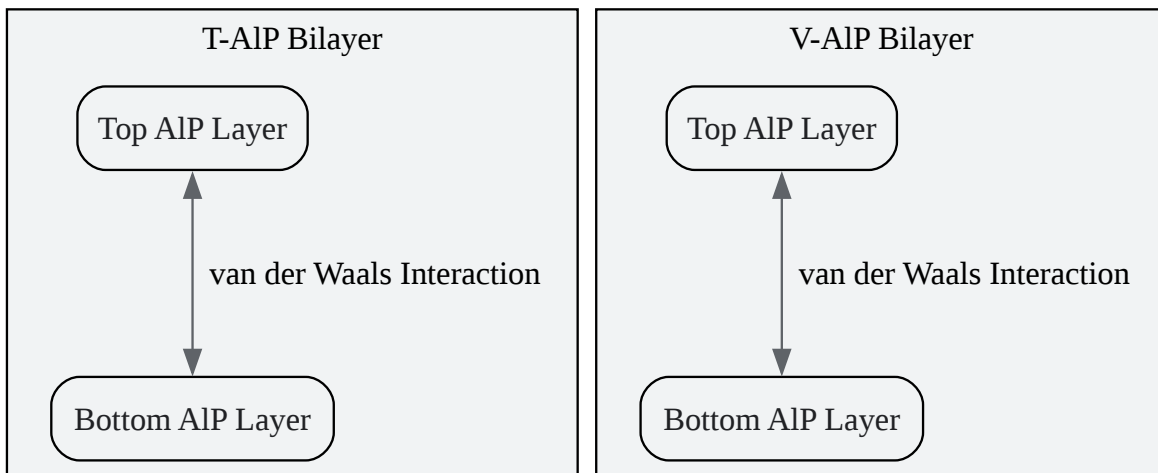 T-AlP Bilayer
Top AlP Layer
van der Waals Interaction
Bottom AlP Layer
V-AlP Bilayer
Top AlP Layer
van der Waals Interaction
Bottom AlP Layer